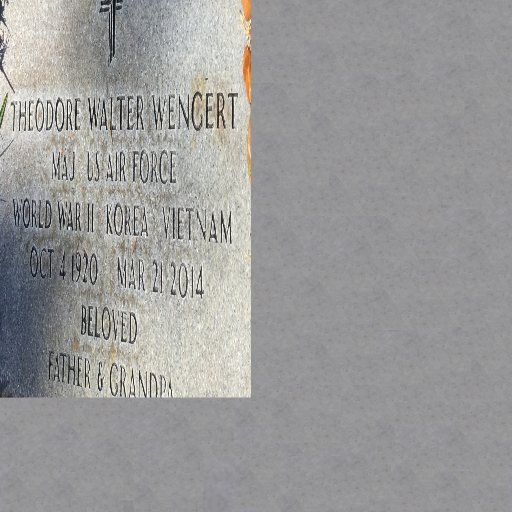 THEODORE WALTER WENGERT
MAJ US AIR FORCE
WORLD WAR II KOREA VIETNAM
OCT 4 1920 MAR 21 2014
BELOVED
FATHER & GRANDPA